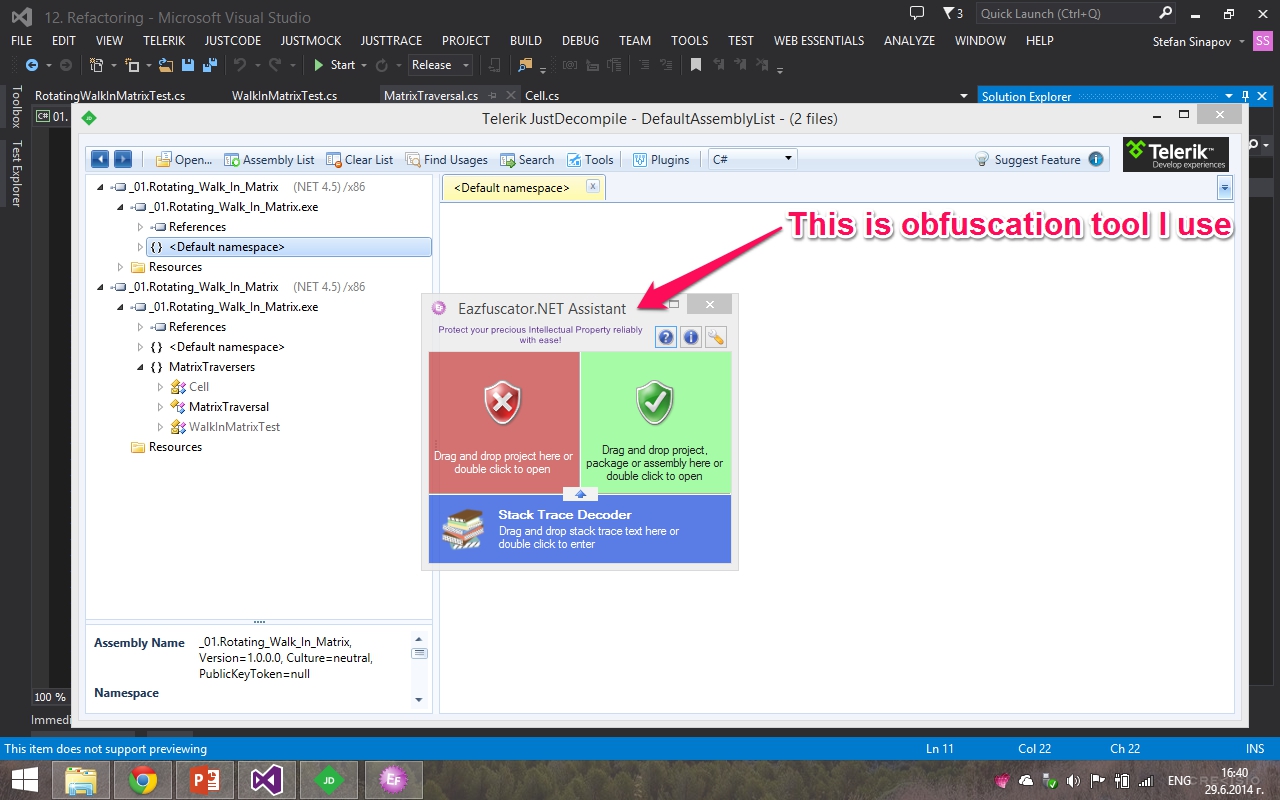 12. Refactoring - Microsoft Visual Studio
3
Quick Launch (Ctrl+Q)
FILE EDIT VIEW TELERIK JUSTCODE JUSTMOCK JUSTTRACE PROJECT BUILD DEBUG TEAM TOOLS TEST WEB ESSENTIALS ANALYZE WINDOW HELP
Stefan Sinapov
SS
Start
Release
Toolbox
Test Explorer
RotatingWalkInMatrixTest.cs WalkInMatrixTest.cs MatrixTraversal.cs Cell.cs
Solution Explorer
C# 01.
JD
Telerik JustDecompile - DefaultAssemblyList - (2 files)
Open... Assembly List Clear List Find Usages Search Tools Plugins C# Suggest Feature
Telerik™
Develop experiences
_01.Rotating_Walk_In_Matrix (NET 4.5) /x86
_01.Rotating_Walk_In_Matrix.exe
References
{ } <Default namespace>
Resources
_01.Rotating_Walk_In_Matrix (NET 4.5) /x86
_01.Rotating_Walk_In_Matrix.exe
References
{ } <Default namespace>
{ } MatrixTraversers
Cell
MatrixTraversal
WalkInMatrixTest
Resources
<Default namespace> x
This is obfuscation tool I use
Eazfuscator.NET Assistant
Protect your precious Intellectual Property reliably
with ease!
Drag and drop project here or
double click to open
Drag and drop project,
package or assembly here or
double click to open
Stack Trace Decoder
Drag and drop stack trace text here or
double click to enter
Assembly Name _01.Rotating_Walk_In_Matrix,
Version=1.0.0.0, Culture=neutral,
PublicKeyToken=null
Namespace
100 %
Immedi
This item does not support previewing
Ln 11 Col 22 Ch 22 INS
JD
EF
ENG
16:40
29.6.2014 г.